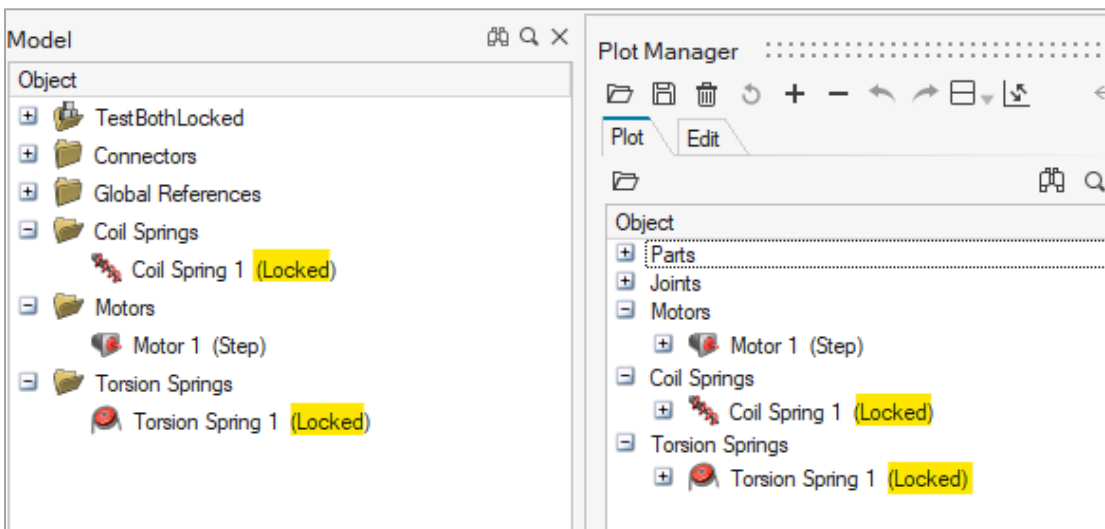 Model
Object
TestBothLocked
Connectors
Global References
Coil Springs
Coil Spring 1 (Locked)
Motors
Motor 1 (Step)
Torsion Springs
Torsion Spring 1 (Locked)
Plot Manager
Plot Edit
Object
Parts
Joints
Motors
Motor 1 (Step)
Coil Springs
Coil Spring 1 (Locked)
Torsion Springs
Torsion Spring 1 (Locked)